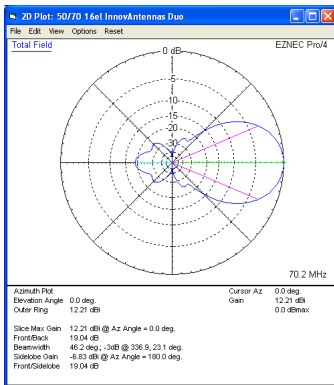 2D Plot: 50/70 16el InnovAntennas Duo
File Edit View Options Reset
Total Field
EZNEC Pro/4
0 dB
-5
-10
-15
-20
-30
70.2 MHz
Azimuth Plot
Elevation Angle 0.0 deg.
Outer Ring 12.21 dBi
Cursor Az 0.0 deg.
Gain 12.21 dBi
0.0 dBmax
Slice Max Gain 12.21 dBi @ Az Angle = 0.0 deg.
Front/Back 19.04 dB
Beamwidth 46.2 deg.; -3dB @ 336.9, 23.1 deg.
Sidelobe Gain -6.83 dBi @ Az Angle = 180.0 deg.
Front/Sidelobe 19.04 dB